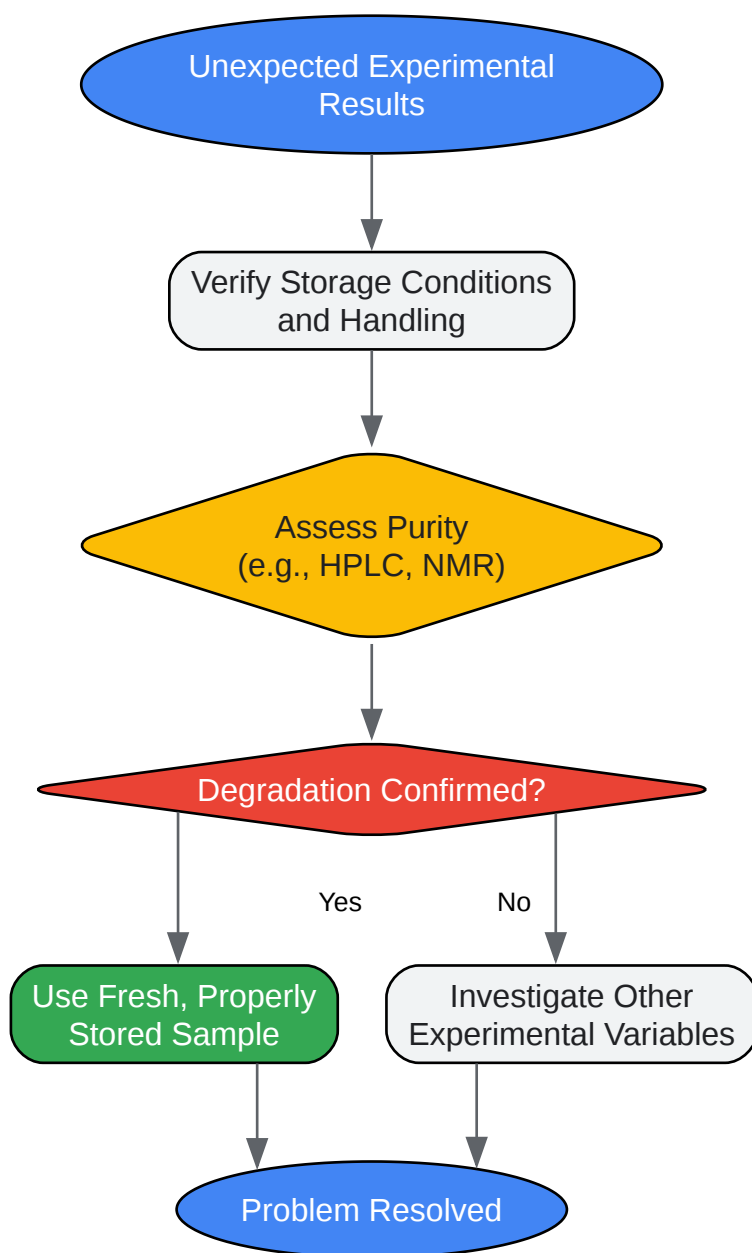 Unexpected Experimental
Results
Verify Storage Conditions
and Handling
Assess Purity
(e.g., HPLC, NMR)
Degradation Confirmed?
Yes
No
Use Fresh, Properly
Stored Sample
Investigate Other
Experimental Variables
Problem Resolved